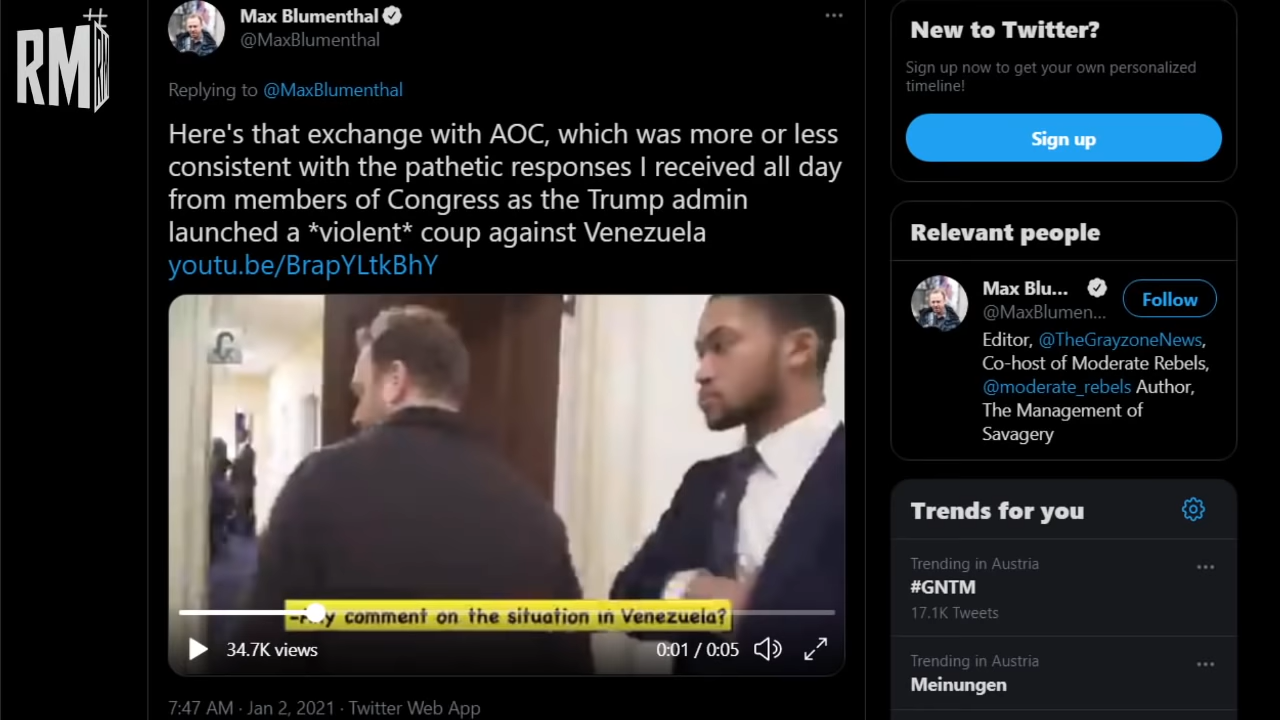 #
RM
Max Blumenthal
@MaxBlumenthal
Replying to @MaxBlumenthal
Here's that exchange with AOC, which was more or less
consistent with the pathetic responses I received all day
from members of Congress as the Trump admin
launched a *violent* coup against Venezuela
youtu.be/BrapYLtkBhY
comment on the situation in Venezuela?
34.7K views
0:01 / 0:05
7:47 AM · Jan 2, 2021 · Twitter Web App
New to Twitter?
Sign up now to get your own personalized
timeline!
Sign up
Relevant people
Max Blu...
@MaxBlumen...
Follow
Editor, @TheGrayzoneNews,
Co-host of Moderate Rebels,
@moderate_rebels Author,
The Management of
Savagery
Trends for you
Trending in Austria
#GNTM
17.1K Tweets
Trending in Austria
Meinungen